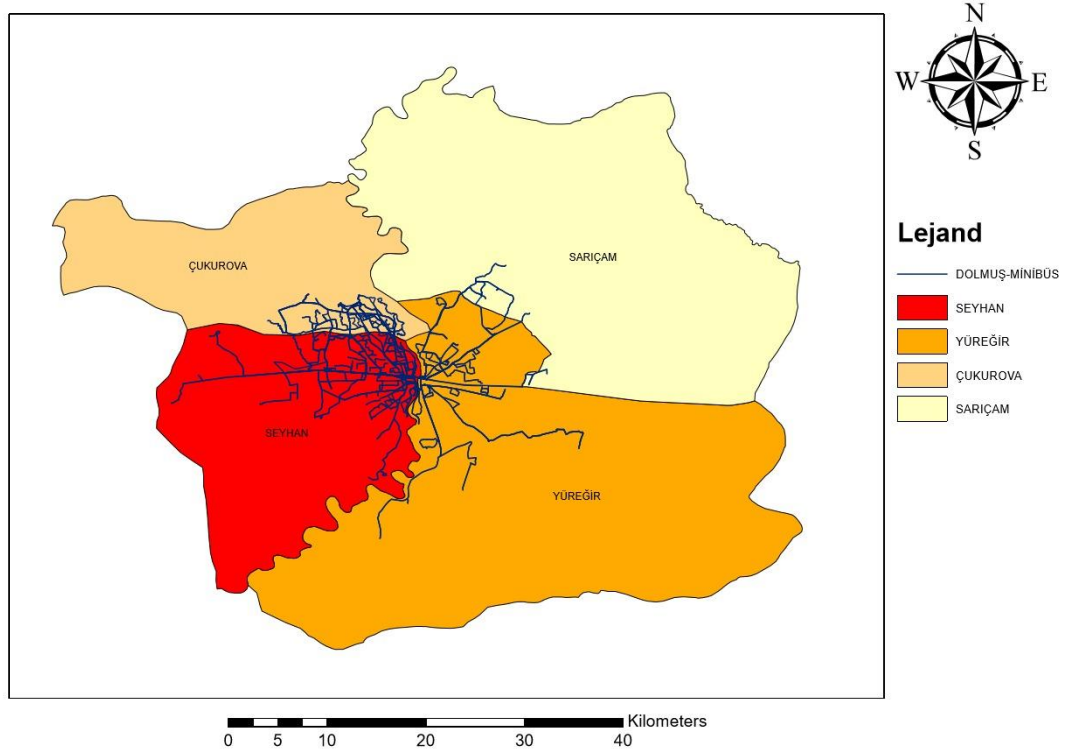 N
W E
S
SARIÇAM
ÇUKUROVA
SEYHAN
YÜREĞİR
Lejand
DOLMUŞ-MİNİBÜS
SEYHAN
YÜREĞİR
ÇUKUROVA
SARIÇAM
Kilometers
0 5 10 20 30 40